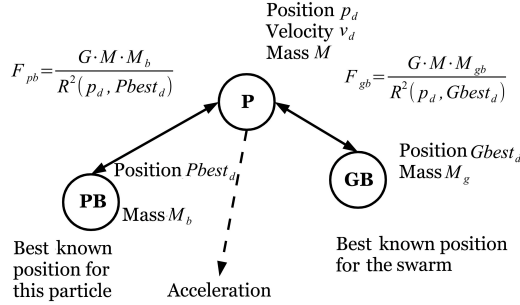 Position p_d
Velocity v_d
Mass M
F_pb = G·M·M_b / R²(p_d, Pbest_d)
F_gb = G·M·M_gb / R²(p_d, Gbest_d)
P
Position Pbest_d
PB
Mass M_b
GB
Position Gbest_d
Mass M_g
Best known
position for
this particle
Acceleration
Best known position
for the swarm